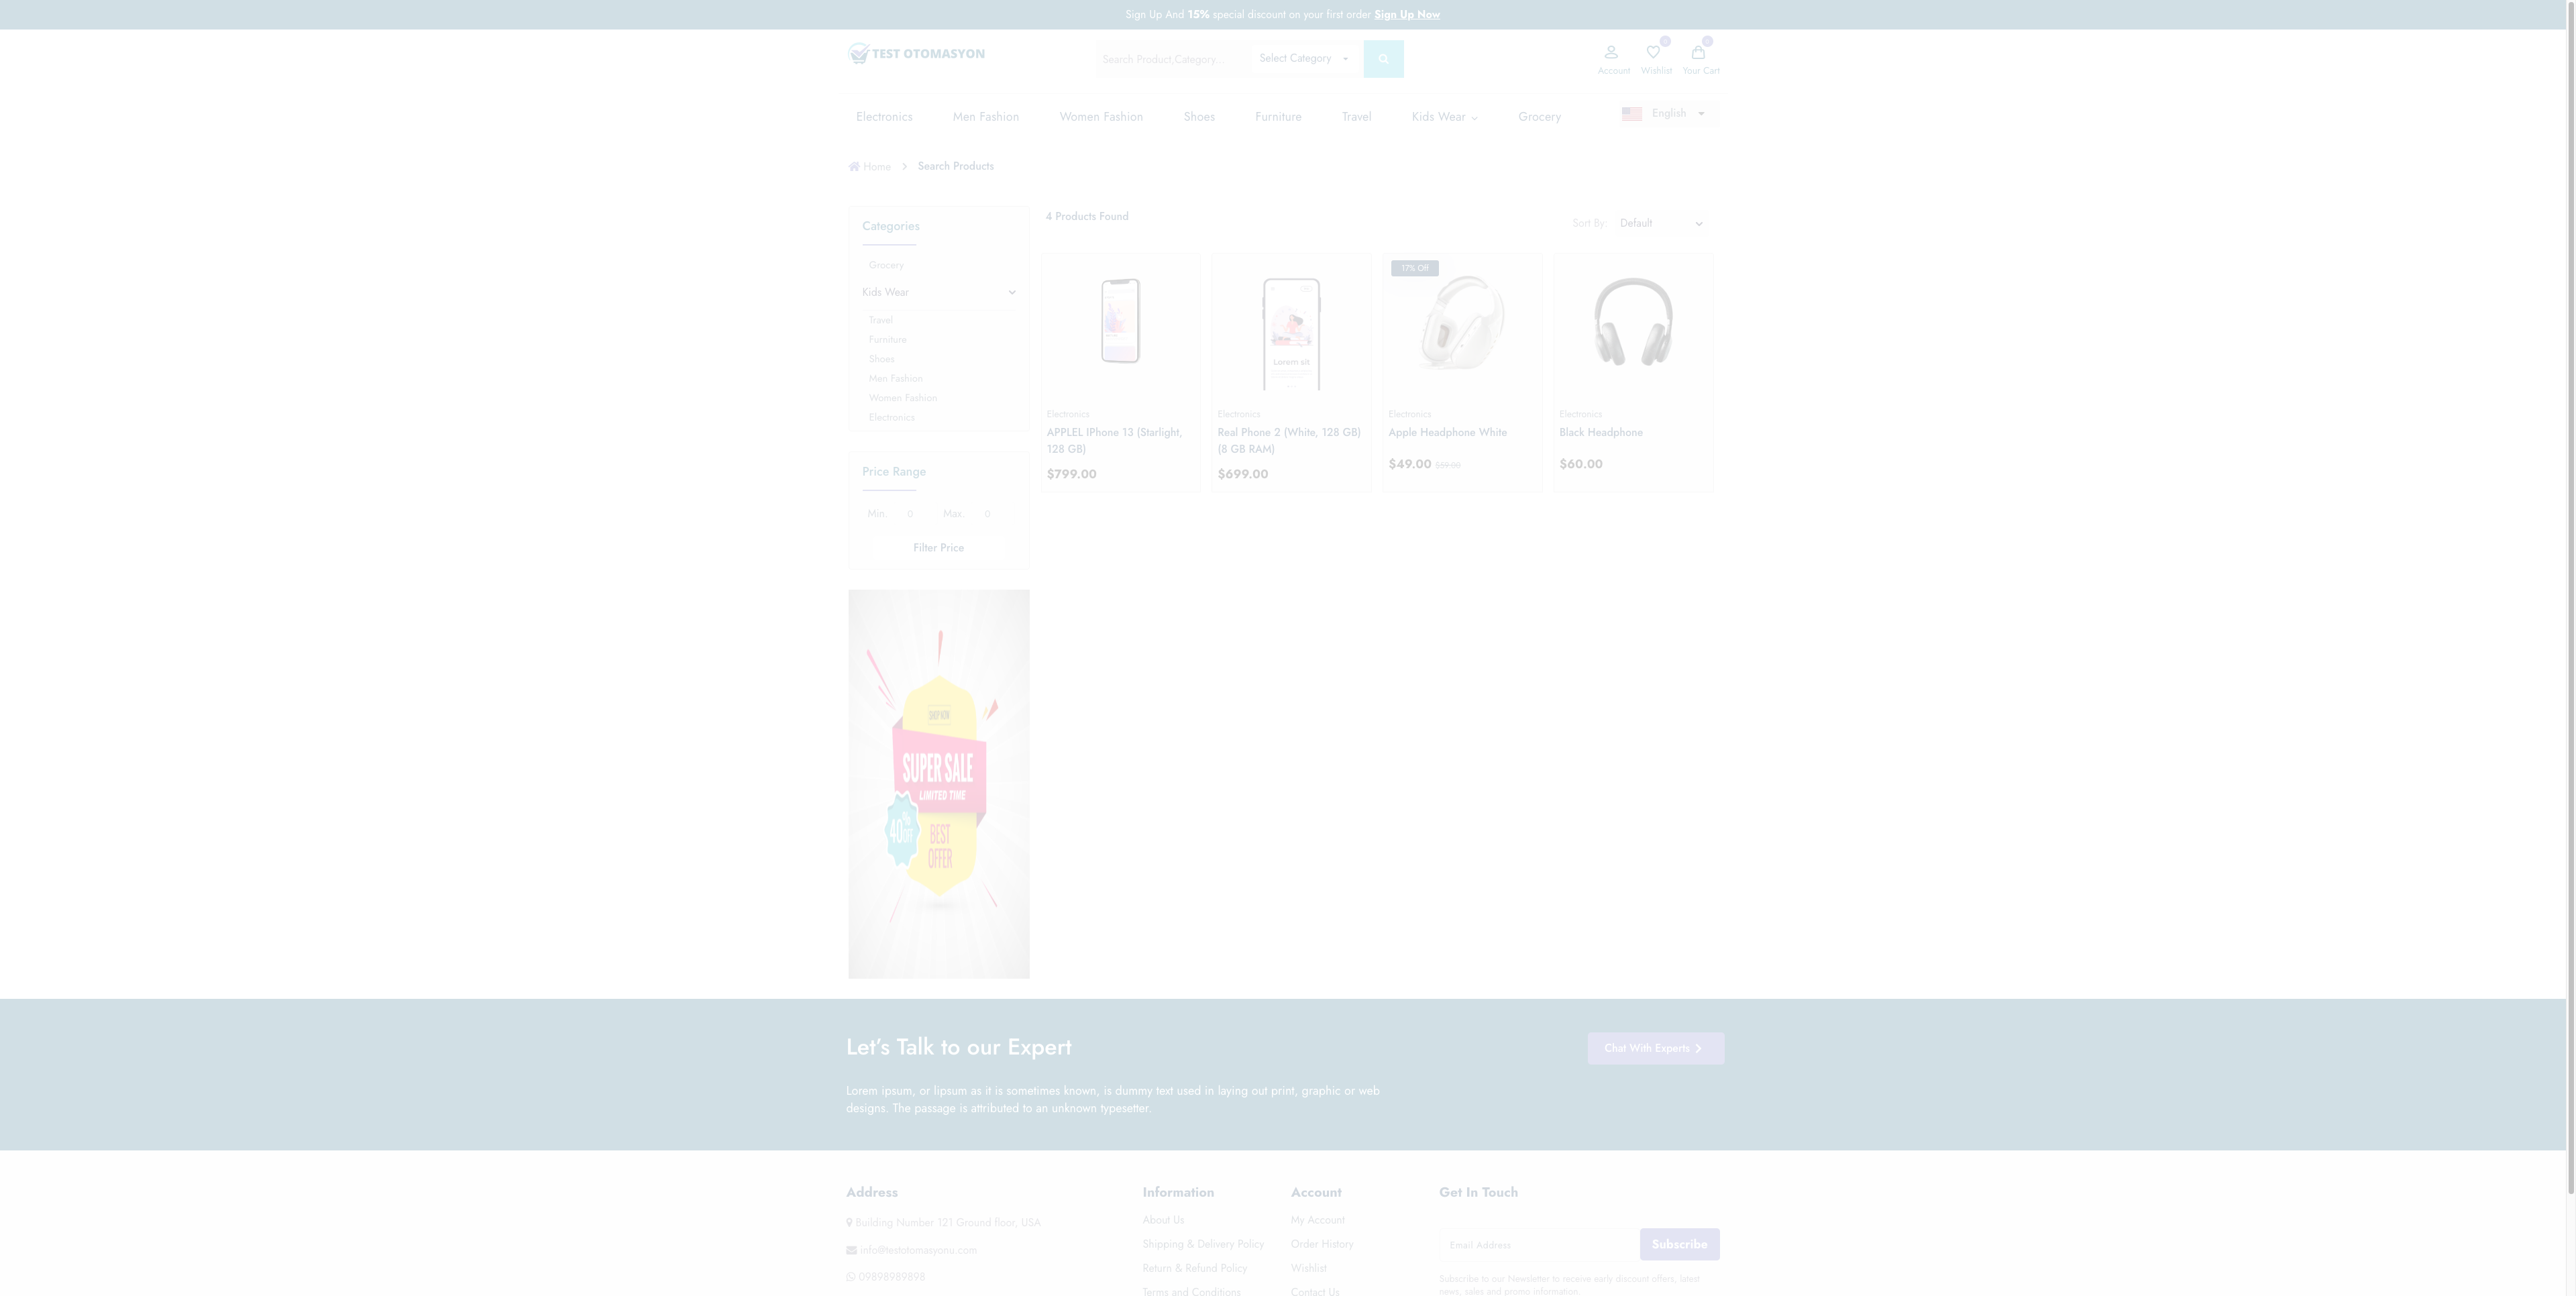 Sign Up And 15% special discount on your first order Sign Up Now
TEST OTOMASYON
Search Product,Category...
Select Category
Account
Wishlist
Your Cart
Electronics
Men Fashion
Women Fashion
Shoes
Furniture
Travel
Kids Wear
Grocery
English
Home
Search Products
Categories
Grocery
Kids Wear
Travel
Furniture
Shoes
Men Fashion
Women Fashion
Electronics
Price Range
Min. 0 Max. 0
Filter Price
4 Products Found
Sort By: Default
Lorem sit
Electronics
APPLEL IPhone 13 (Starlight,
128 GB)
$799.00
Electronics
Real Phone 2 (White, 128 GB)
(8 GB RAM)
$699.00
17% Off
Electronics
Apple Headphone White
$49.00 $59.00
Electronics
Black Headphone
$60.00
SHOP NOW
SUPER SALE
LIMITED TIME
40% OFF
BEST
OFFER
Let's Talk to our Expert
Chat With Experts
Lorem ipsum, or lipsum as it is sometimes known, is dummy text used in laying out print, graphic or web
designs. The passage is attributed to an unknown typesetter.
Address
Building Number 121 Ground floor, USA
info@testotomasyonu.com
09898989898
Information
About Us
Shipping & Delivery Policy
Return & Refund Policy
Terms and Conditions
Account
My Account
Order History
Wishlist
Contact Us
Get In Touch
Email Address
Subscribe
Subscribe to our Newsletter to receive early discount offers, latest
news, sales and promo information.